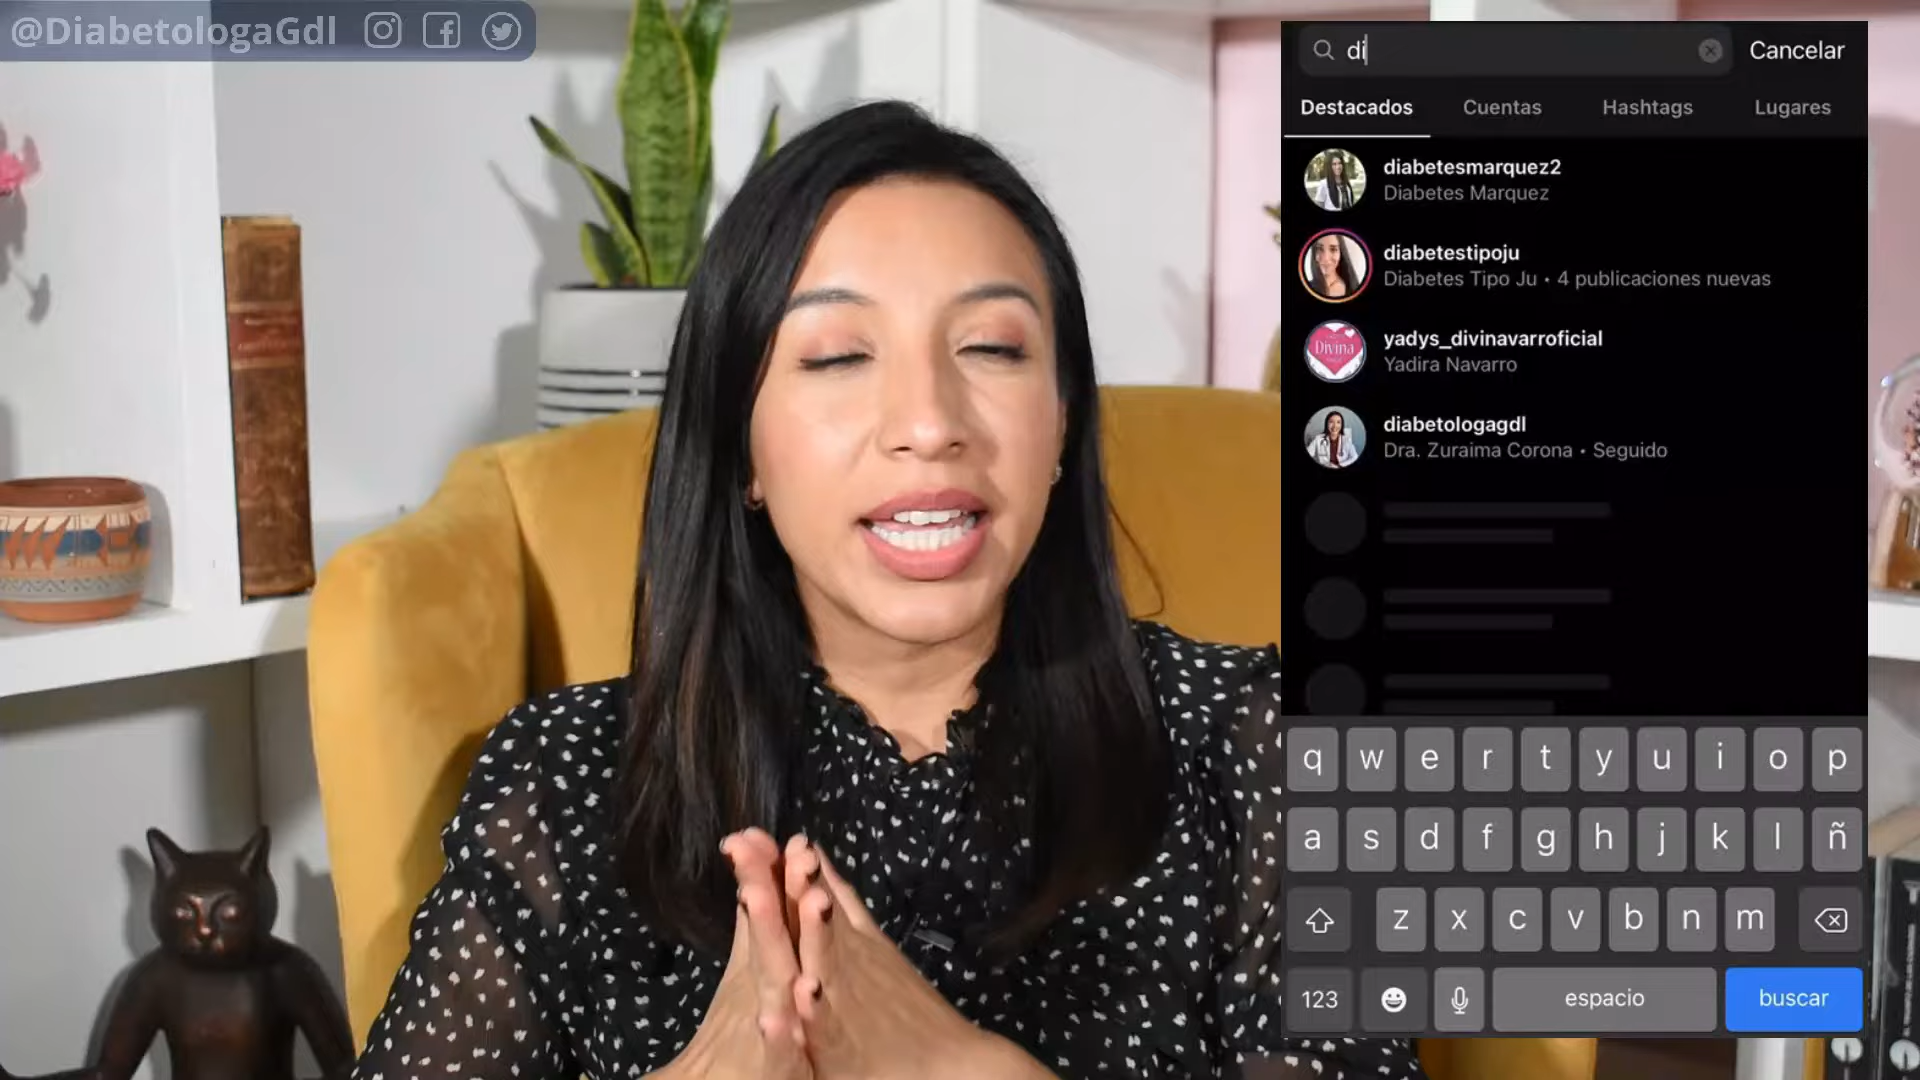 @DiabetologaGdl
di
Cancelar
Destacados Cuentas Hashtags Lugares
diabetesmarquez2
Diabetes Marquez
diabetestipoju
Diabetes Tipo Ju • 4 publicaciones nuevas
Divina
yadys_divinavarroficial
Yadira Navarro
diabetologagdl
Dra. Zuraima Corona • Seguido
q w e r t y u i o p
a s d f g h j k l ñ
z x c v b n m
123 espacio buscar